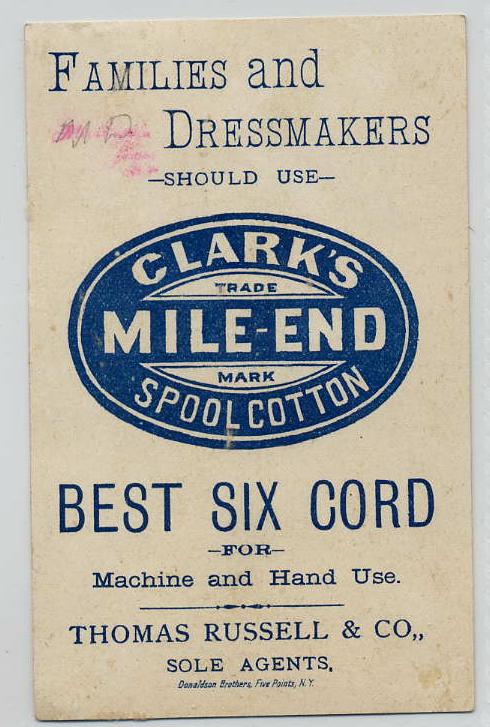 FAMILIES and
DRESSMAKERS
—SHOULD USE—
CLARK'S
TRADE
MILE-END
MARK
SPOOL COTTON
BEST SIX CORD
—FOR—
Machine and Hand Use.
THOMAS RUSSELL & CO.,
SOLE AGENTS.
Donaldson Brothers, Five Points, N.Y.